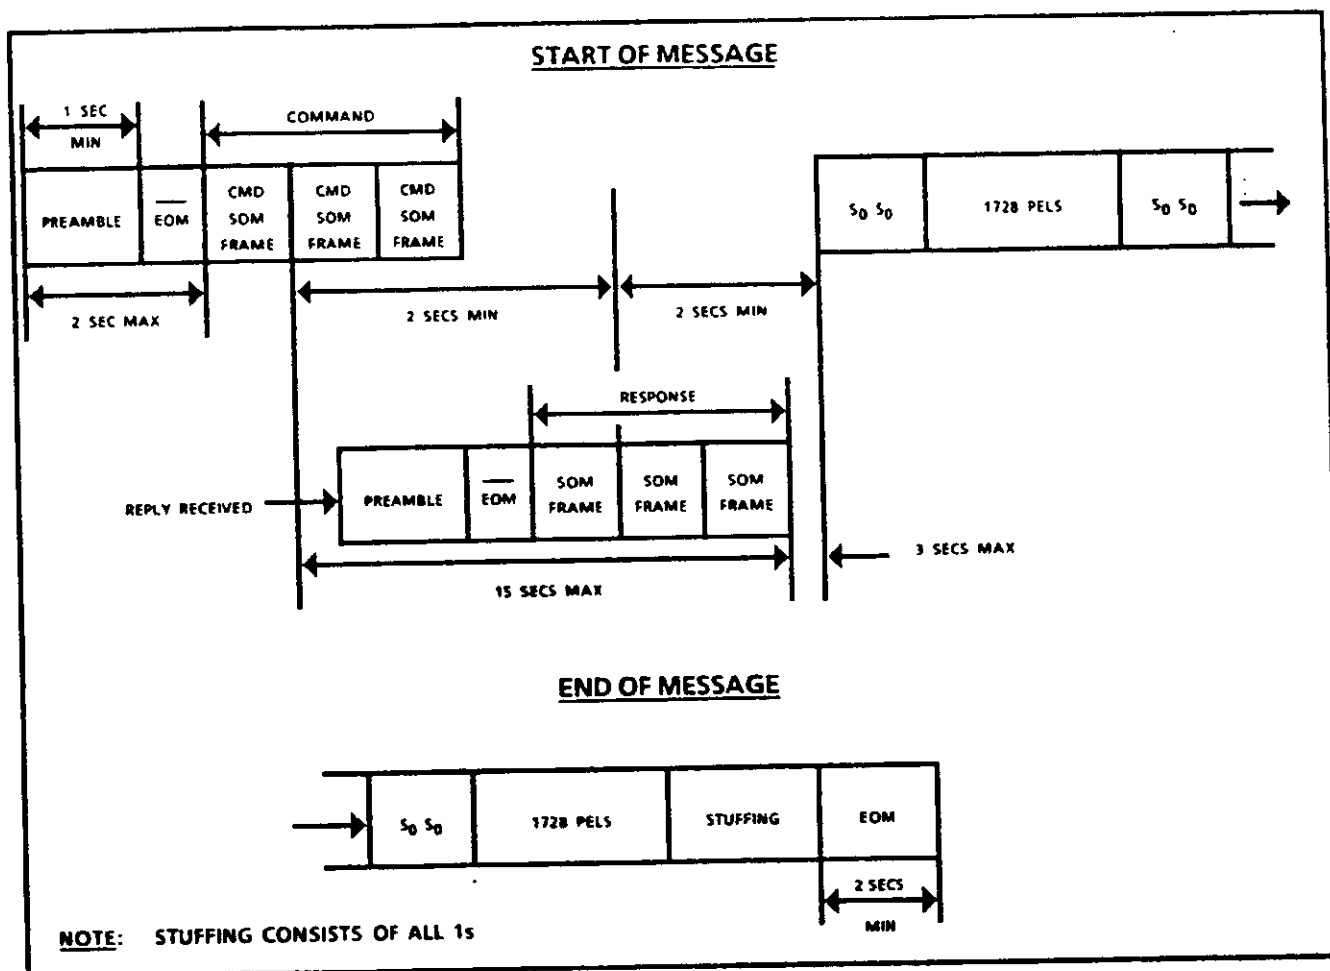 START OF MESSAGE
1 SEC
MIN
COMMAND
PREAMBLE
EOM
CMD
SOM
FRAME
CMD
SOM
FRAME
CMD
SOM
FRAME
S0 S0
1728 PELS
S0 S0
2 SEC MAX
2 SECS MIN
2 SECS MIN
RESPONSE
REPLY RECEIVED
PREAMBLE
EOM
SOM
FRAME
SOM
FRAME
SOM
FRAME
3 SECS MAX
15 SECS MAX
END OF MESSAGE
S0 S0
1728 PELS
STUFFING
EOM
2 SECS
MIN
NOTE: STUFFING CONSISTS OF ALL 1s